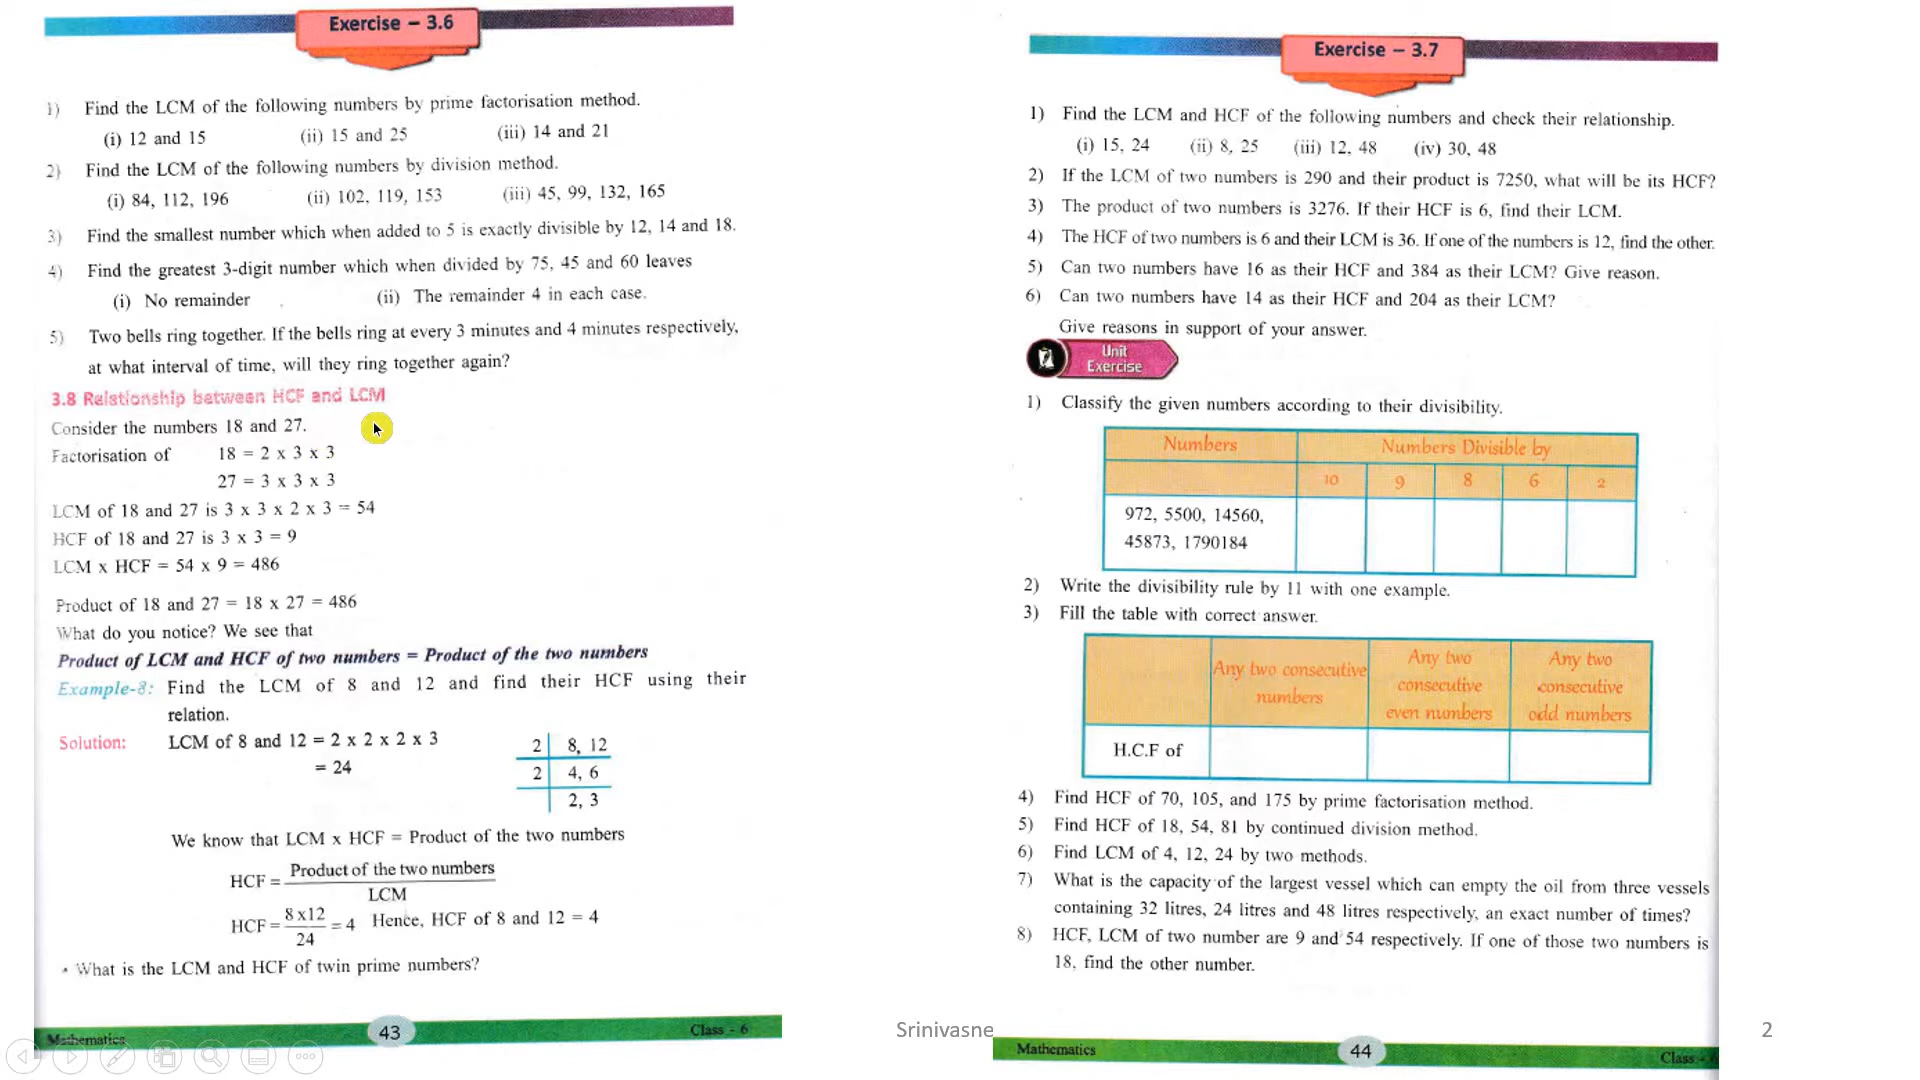 Exercise – 3.6
1) Find the LCM of the following numbers by prime factorisation method.
(i) 12 and 15 (ii) 15 and 25 (iii) 14 and 21
2) Find the LCM of the following numbers by division method.
(i) 84, 112, 196 (ii) 102, 119, 153 (iii) 45, 99, 132, 165
3) Find the smallest number which when added to 5 is exactly divisible by 12, 14 and 18.
4) Find the greatest 3-digit number which when divided by 75, 45 and 60 leaves
(i) No remainder (ii) The remainder 4 in each case.
5) Two bells ring together. If the bells ring at every 3 minutes and 4 minutes respectively,
at what interval of time, will they ring together again?
3.8 Relationship between HCF and LCM
Consider the numbers 18 and 27.
Factorisation of 18 = 2 x 3 x 3
27 = 3 x 3 x 3
LCM of 18 and 27 is 3 x 3 x 2 x 3 = 54
HCF of 18 and 27 is 3 x 3 = 9
LCM x HCF = 54 x 9 = 486
Product of 18 and 27 = 18 x 27 = 486
What do you notice? We see that
Product of LCM and HCF of two numbers = Product of the two numbers
Example-8: Find the LCM of 8 and 12 and find their HCF using their
relation.
Solution: LCM of 8 and 12 = 2 x 2 x 2 x 3
= 24
2 8, 12
2 4, 6
2, 3
We know that LCM x HCF = Product of the two numbers
HCF = Product of the two numbers
LCM
HCF = 8 x12 = 4 Hence, HCF of 8 and 12 = 4
24
• What is the LCM and HCF of twin prime numbers?
Mathematics 43 Class - 6
Exercise – 3.7
1) Find the LCM and HCF of the following numbers and check their relationship.
(i) 15, 24 (ii) 8, 25 (iii) 12, 48 (iv) 30, 48
2) If the LCM of two numbers is 290 and their product is 7250, what will be its HCF?
3) The product of two numbers is 3276. If their HCF is 6, find their LCM.
4) The HCF of two numbers is 6 and their LCM is 36. If one of the numbers is 12, find the other.
5) Can two numbers have 16 as their HCF and 384 as their LCM? Give reason.
6) Can two numbers have 14 as their HCF and 204 as their LCM?
Give reasons in support of your answer.
Unit
Exercise
1) Classify the given numbers according to their divisibility.
Numbers Numbers Divisible by
10 9 8 6 2
972, 5500, 14560,
45873, 1790184
2) Write the divisibility rule by 11 with one example.
3) Fill the table with correct answer.
Any two consecutive
numbers
Any two
consecutive
even numbers
Any two
consecutive
odd numbers
H.C.F of
4) Find HCF of 70, 105, and 175 by prime factorisation method.
5) Find HCF of 18, 54, 81 by continued division method.
6) Find LCM of 4, 12, 24 by two methods.
7) What is the capacity of the largest vessel which can empty the oil from three vessels
containing 32 litres, 24 litres and 48 litres respectively, an exact number of times?
8) HCF, LCM of two number are 9 and 54 respectively. If one of those two numbers is
18, find the other number.
Mathematics 44 Class -
Srinivasne
2